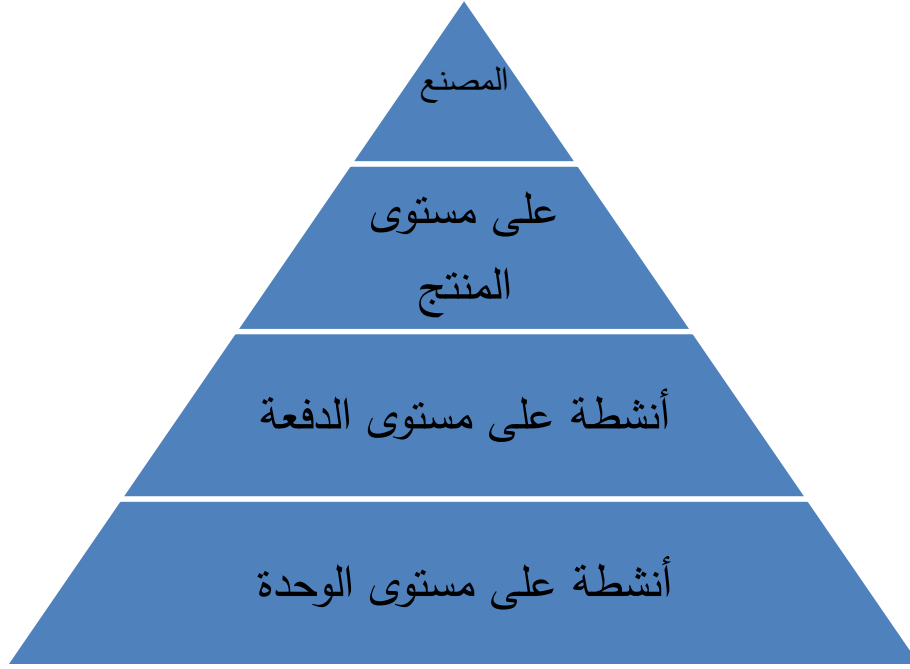 المصنع
على مستوى
المنتج
أنشطة على مستوى الدفعة
أنشطة على مستوى الوحدة